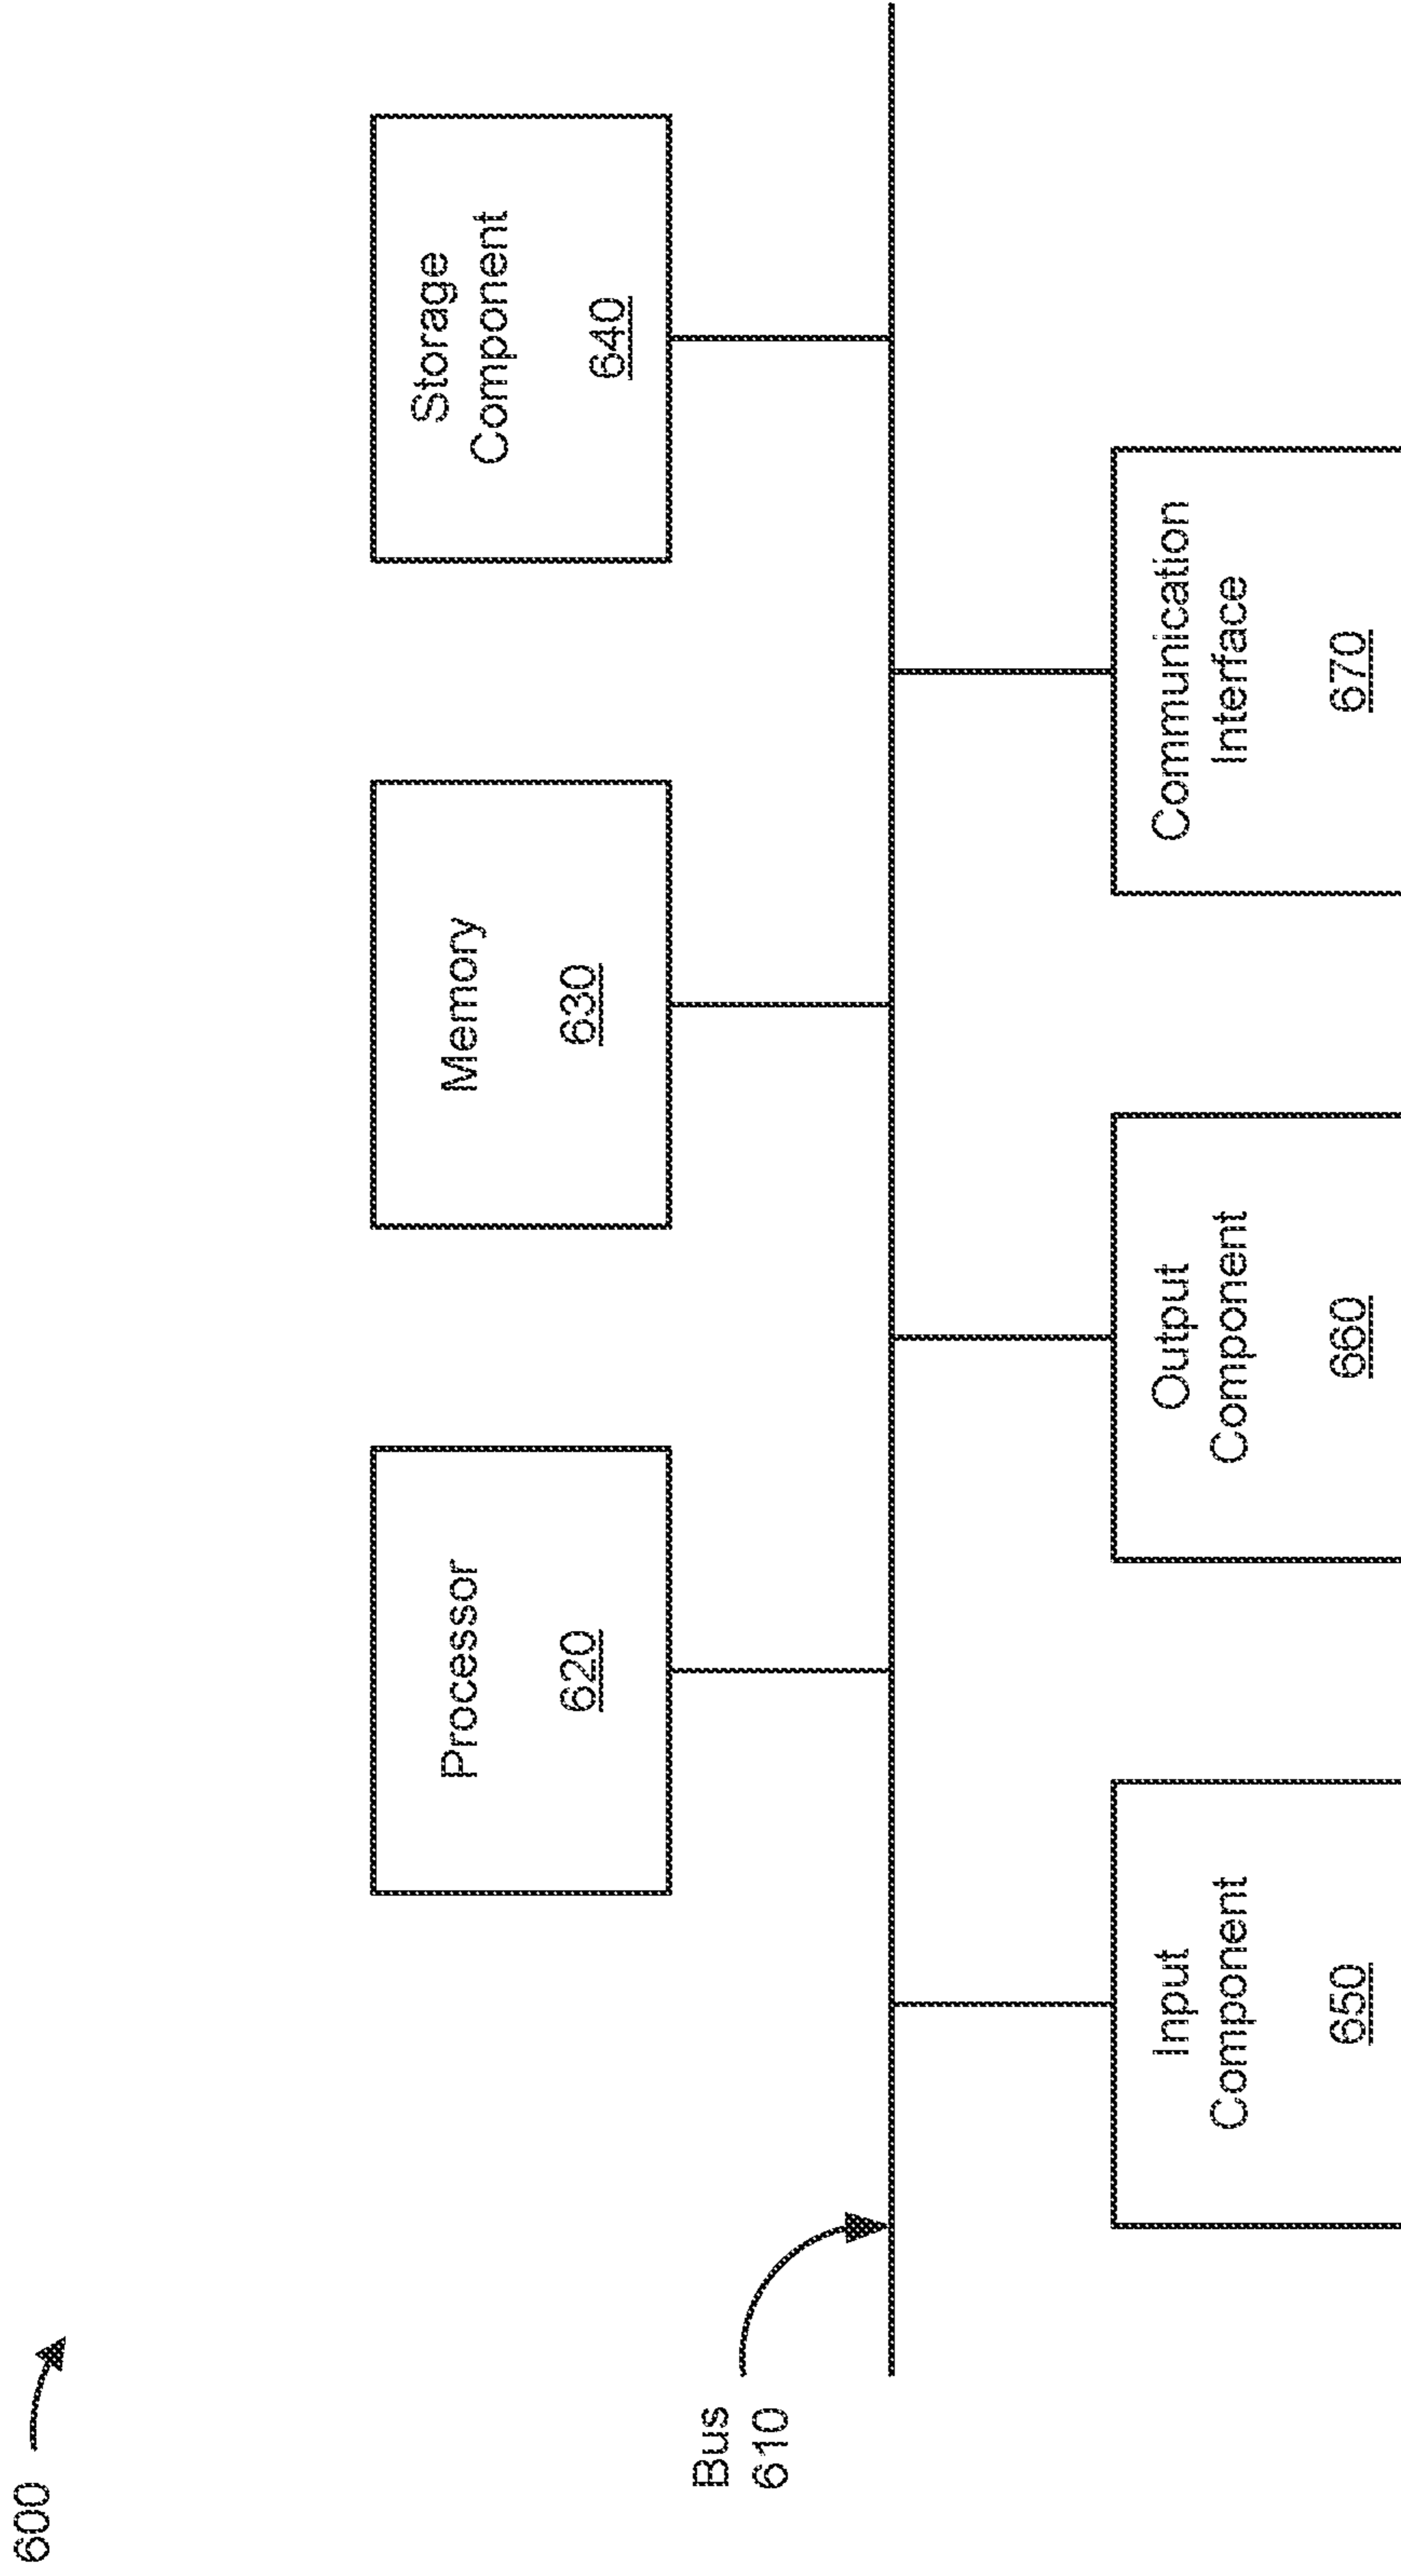 600
Bus
610
Processor
620
Memory
630
Storage
Component
640
Input
Component
650
Output
Component
660
Communication
Interface
670